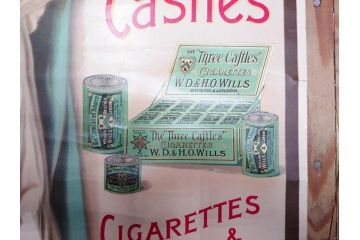 Castles
THE
"Three Castles"
CIGARETTES
W.D.& H.O.WILLS
BRISTOL & LONDON.
The "Three Castles"
CIGARETTES
W.D.& H.O.WILLS
CIGARETTES
&